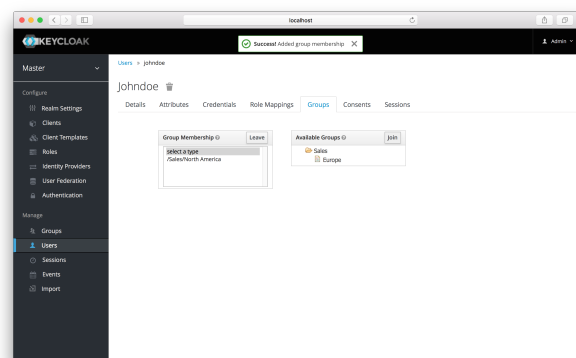 localhost
KEYCLOAK
Success! Added group membership
Admin
Master
Users
johndoe
Johndoe
Details
Attributes
Credentials
Role Mappings
Groups
Consents
Sessions
Configure
Realm Settings
Clients
Client Templates
Roles
Identity Providers
User Federation
Authentication
Manage
Groups
Users
Sessions
Events
Import
Group Membership
Leave
select a type
/Sales/North America
Available Groups
Join
Sales
Europe